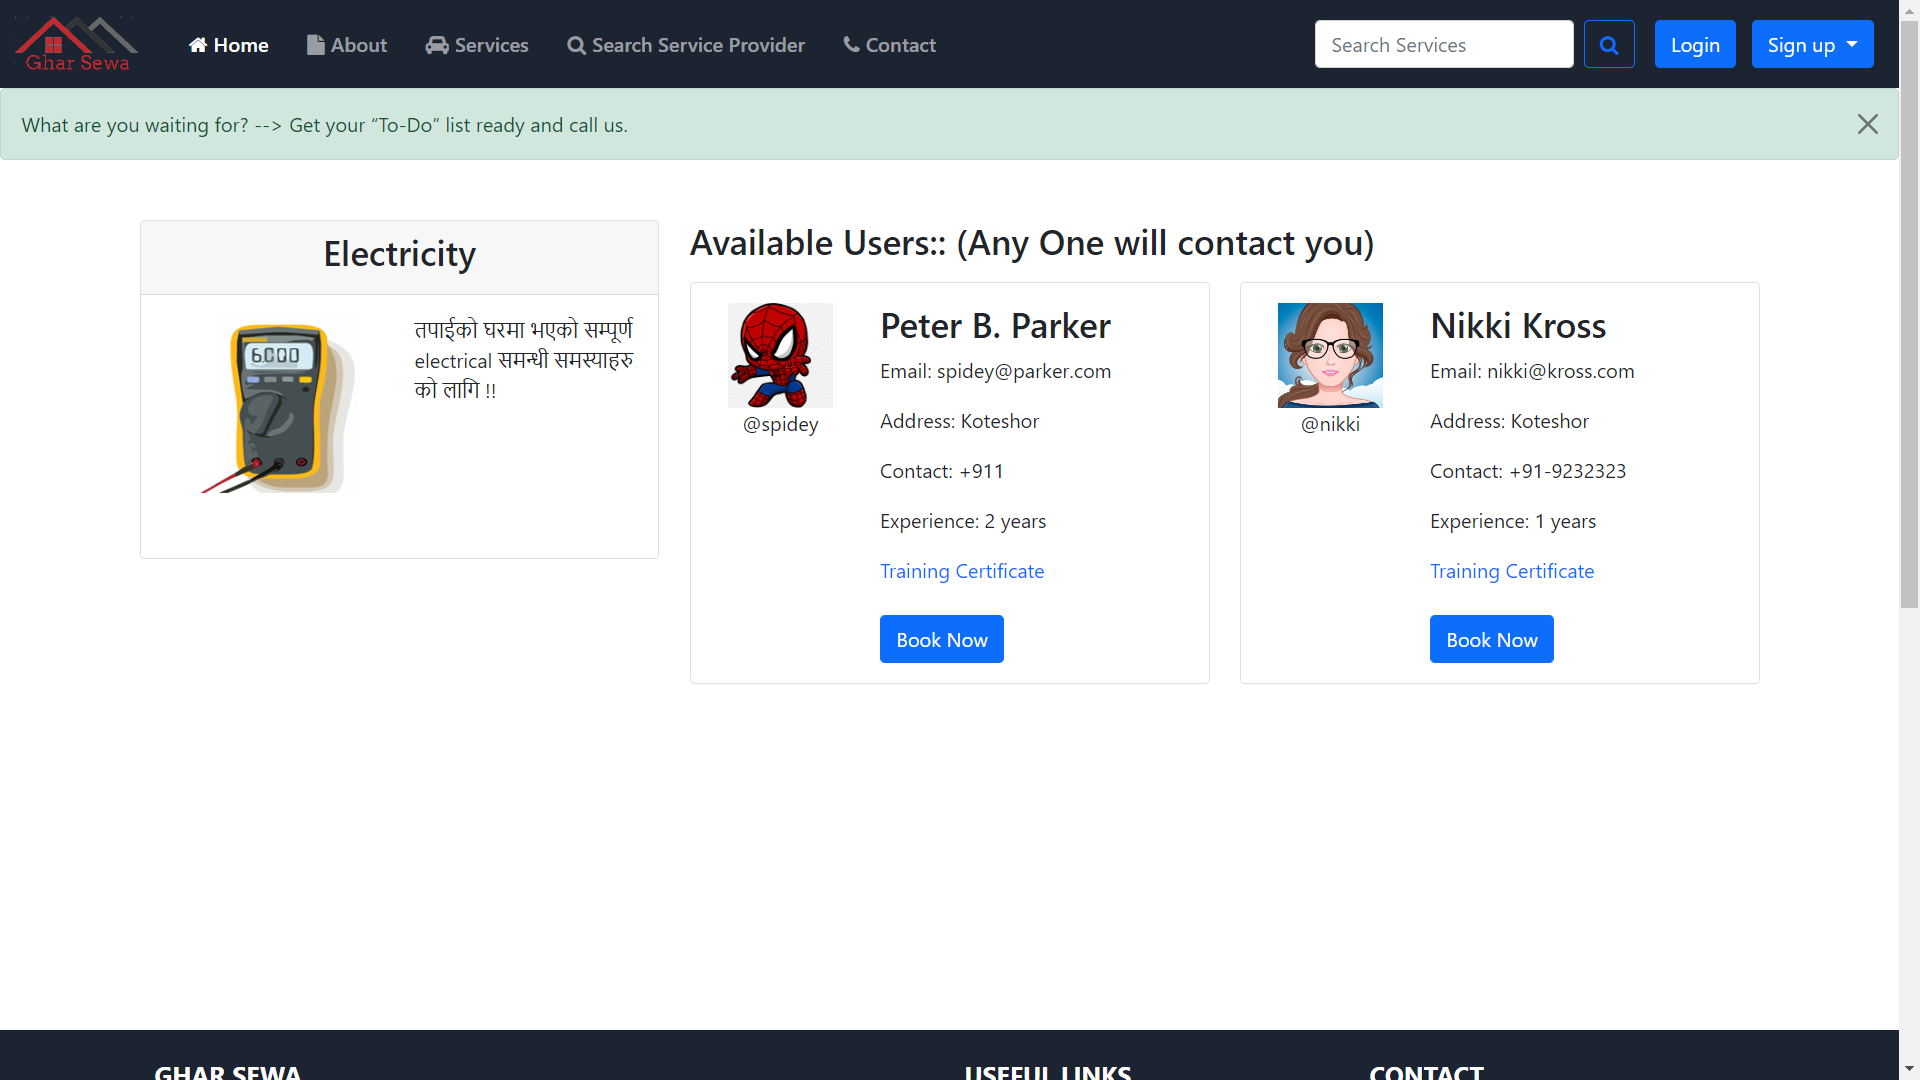 Ghar Sewa
Home
About
Services
Search Service Provider
Contact
Search Services
Login
Sign up
What are you waiting for? --> Get your “To-Do” list ready and call us.
Electricity
6.000
तपाईको घरमा भएको सम्पूर्ण
electrical समन्धी समस्याहरु
को लागि !!
Available Users:: (Any One will contact you)
@spidey
Peter B. Parker
Email: spidey@parker.com
Address: Koteshor
Contact: +911
Experience: 2 years
Training Certificate
Book Now
@nikki
Nikki Kross
Email: nikki@kross.com
Address: Koteshor
Contact: +91-9232323
Experience: 1 years
Training Certificate
Book Now
GHAR SEWA
USEFUL LINKS
CONTACT